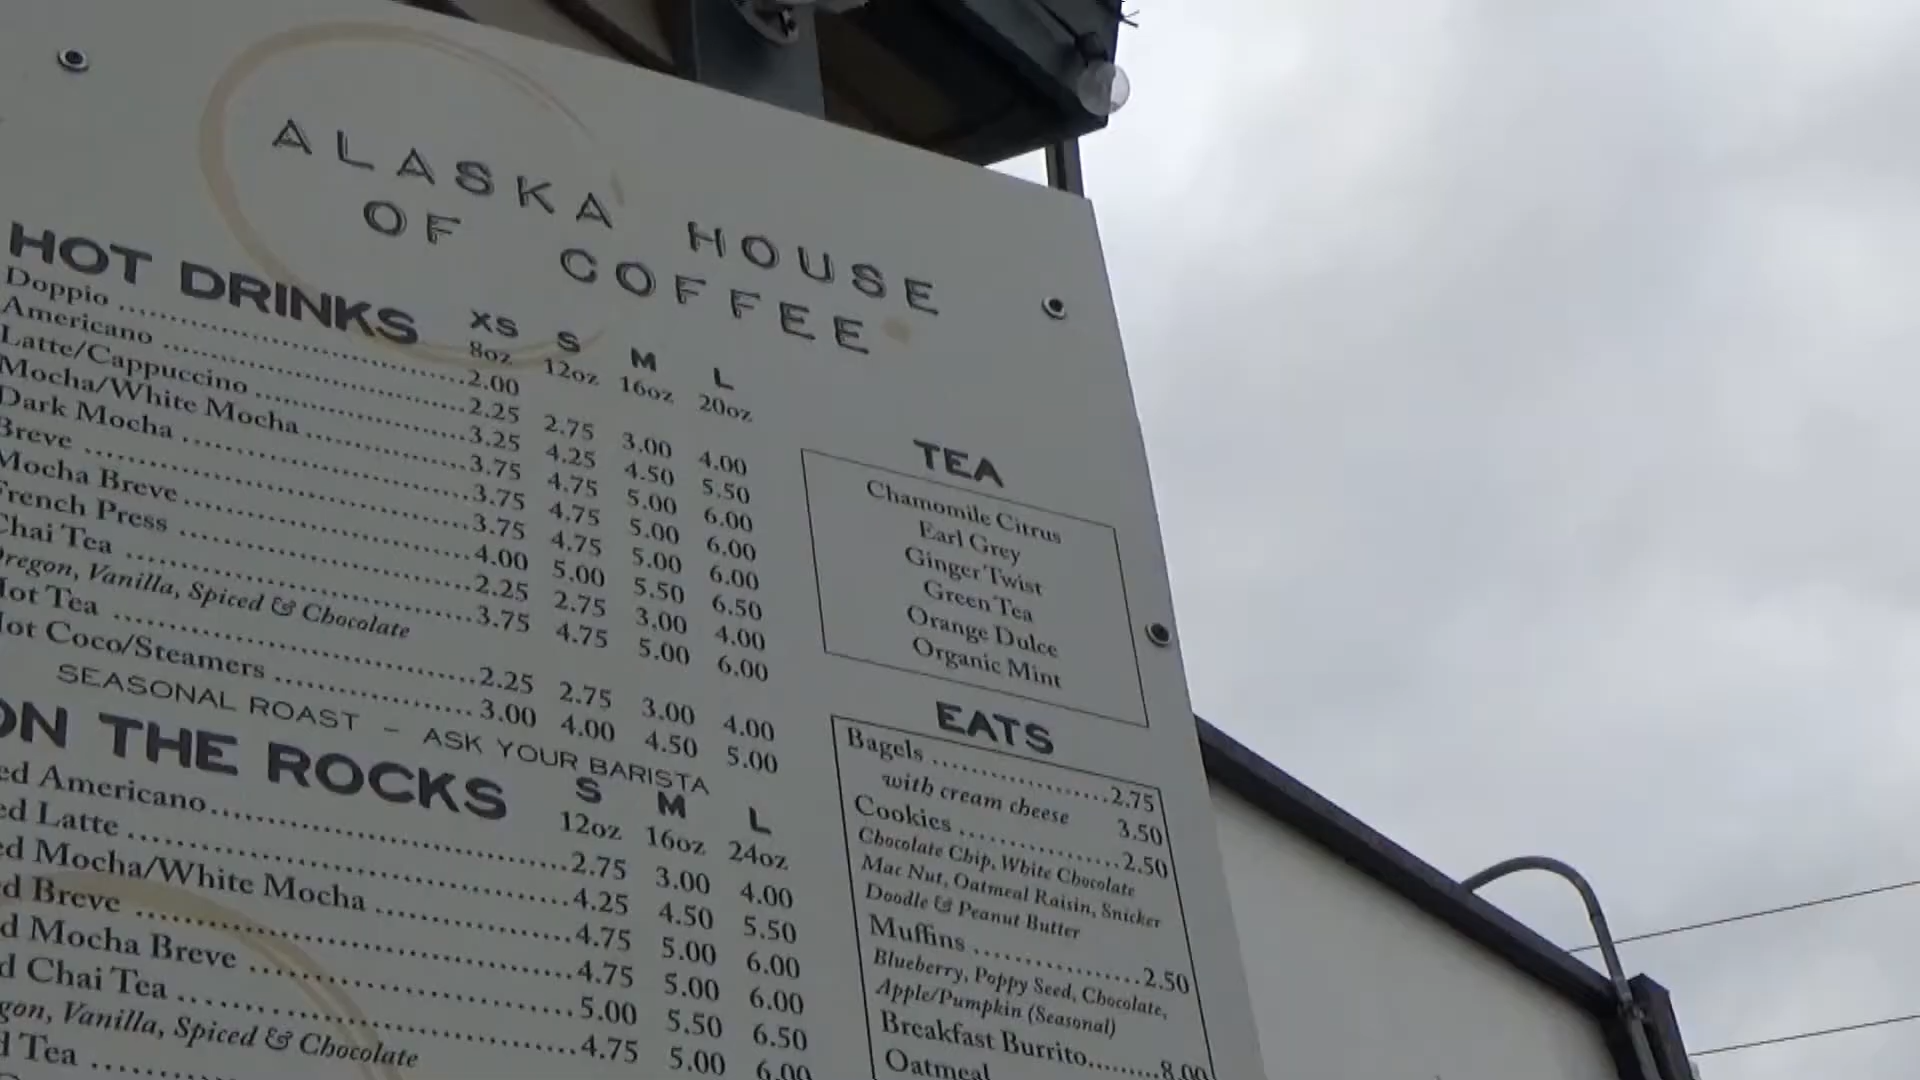 ALASKA HOUSE
OF COFFEE
HOT DRINKS XS S M L
8oz 12oz 16oz 20oz
Doppio 2.00
Americano 2.25 2.75 3.00 4.00
Latte/Cappuccino 3.25 4.25 4.50 5.50
Mocha/White Mocha 3.75 4.75 5.00 6.00
Dark Mocha 3.75 4.75 5.00 6.00
Breve 3.75 4.75 5.00 6.00
Mocha Breve 4.00 5.00 5.50 6.50
French Press 2.25 2.75 3.00 4.00
Chai Tea 3.75 4.75 5.00 6.00
Oregon, Vanilla, Spiced & Chocolate
Hot Tea 2.25 2.75 3.00 4.00
Hot Coco/Steamers 3.00 4.00 4.50 5.00
SEASONAL ROAST - ASK YOUR BARISTA
ON THE ROCKS S M L
12oz 16oz 24oz
ed Americano 2.75 3.00 4.00
ed Latte 4.25 4.50 5.50
ed Mocha/White Mocha 4.75 5.00 6.00
ed Breve 4.75 5.00 6.00
d Mocha Breve 5.00 5.50 6.50
d Chai Tea 4.75 5.00 6.00
gon, Vanilla, Spiced & Chocolate
d Tea
TEA
Chamomile Citrus
Earl Grey
Ginger Twist
Green Tea
Orange Dulce
Organic Mint
EATS
Bagels 2.75
with cream cheese 3.50
Cookies 2.50
Chocolate Chip, White Chocolate
Mac Nut, Oatmeal Raisin, Snicker
Doodle & Peanut Butter
Muffins 2.50
Blueberry, Poppy Seed, Chocolate,
Apple/Pumpkin (Seasonal)
Breakfast Burrito 8.00
Oatmeal